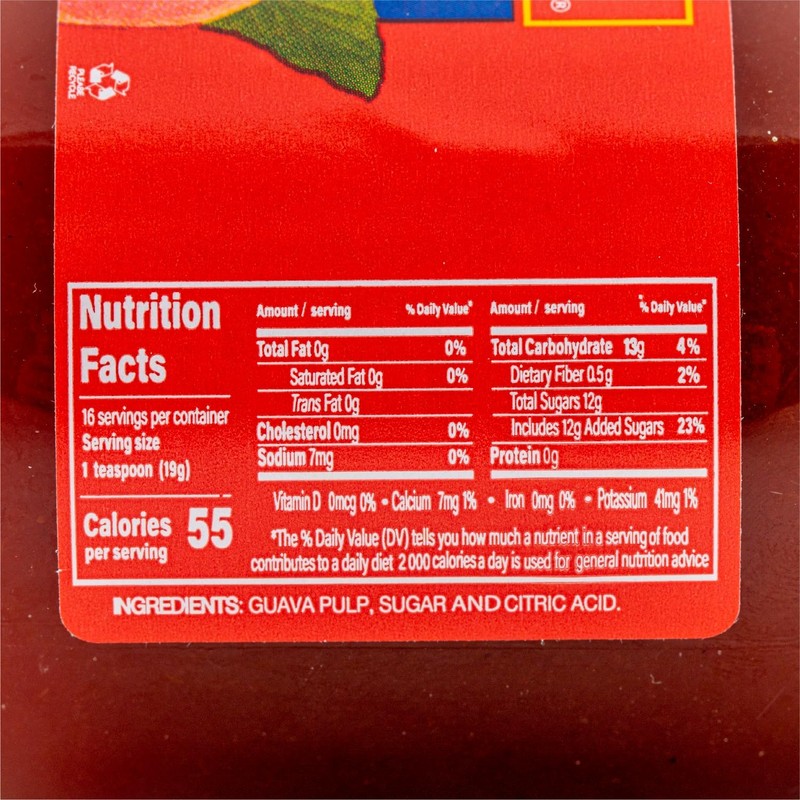 ®
PLEASE
RECYCLE
Nutrition
Facts
16 servings per container
Serving size
1 teaspoon (19g)
Calories 55
per serving
Amount / serving % Daily Value*
Total Fat 0g 0%
Saturated Fat 0g 0%
Trans Fat 0g
Cholesterol 0mg 0%
Sodium 7mg 0%
Amount / serving % Daily Value*
Total Carbohydrate 13g 4%
Dietary Fiber 0.5g 2%
Total Sugars 12g
Includes 12g Added Sugars 23%
Protein 0g
Vitamin D 0mcg 0% • Calcium 7mg 1% • Iron 0mg 0% • Potassium 41mg 1%
*The % Daily Value (DV) tells you how much a nutrient in a serving of food
contributes to a daily diet 2 000 calories a day is used for general nutrition advice
INGREDIENTS: GUAVA PULP, SUGAR AND CITRIC ACID.